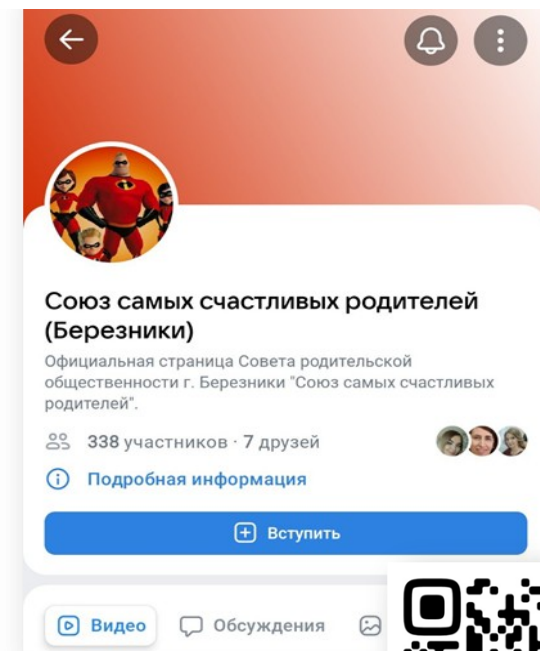 Союз самых счастливых родителей
(Березники)
Официальная страница Совета родительской
общественности г. Березники "Союз самых счастливых
родителей".
338 участников · 7 друзей
Подробная информация
Вступить
Видео
Обсуждения